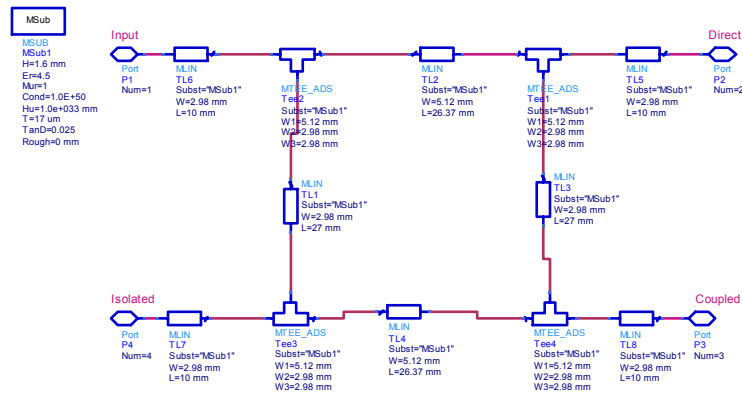 MSub
MSUB
MSub1
H=1.6 mm
Er=4.5
Mur=1
Cond=1.0E+50
Hu=1.0e+033 mm
T=17 um
TanD=0.025
Rough=0 mm
Input
Port
P1
Num=1
MLIN
TL6
Subst="MSub1"
W=2.98 mm
L=10 mm
MTEE_ADS
Tee2
Subst="MSub1"
W1=5.12 mm
W2=2.98 mm
W3=2.98 mm
MLIN
TL2
Subst="MSub1"
W=5.12 mm
L=26.37 mm
MTEE_ADS
Tee1
Subst="MSub1"
W1=5.12 mm
W2=2.98 mm
W3=2.98 mm
MLIN
TL5
Subst="MSub1"
W=2.98 mm
L=10 mm
Direct
Port
P2
Num=2
MLIN
TL1
Subst="MSub1"
W=2.98 mm
L=27 mm
MLIN
TL3
Subst="MSub1"
W=2.98 mm
L=27 mm
Isolated
Port
P4
Num=4
MLIN
TL7
Subst="MSub1"
W=2.98 mm
L=10 mm
MTEE_ADS
Tee3
Subst="MSub1"
W1=5.12 mm
W2=2.98 mm
W3=2.98 mm
MLIN
TL4
Subst="MSub1"
W=5.12 mm
L=26.37 mm
MTEE_ADS
Tee4
Subst="MSub1"
W1=5.12 mm
W2=2.98 mm
W3=2.98 mm
MLIN
TL8
Subst="MSub1"
W=2.98 mm
L=10 mm
Coupled
Port
P3
Num=3